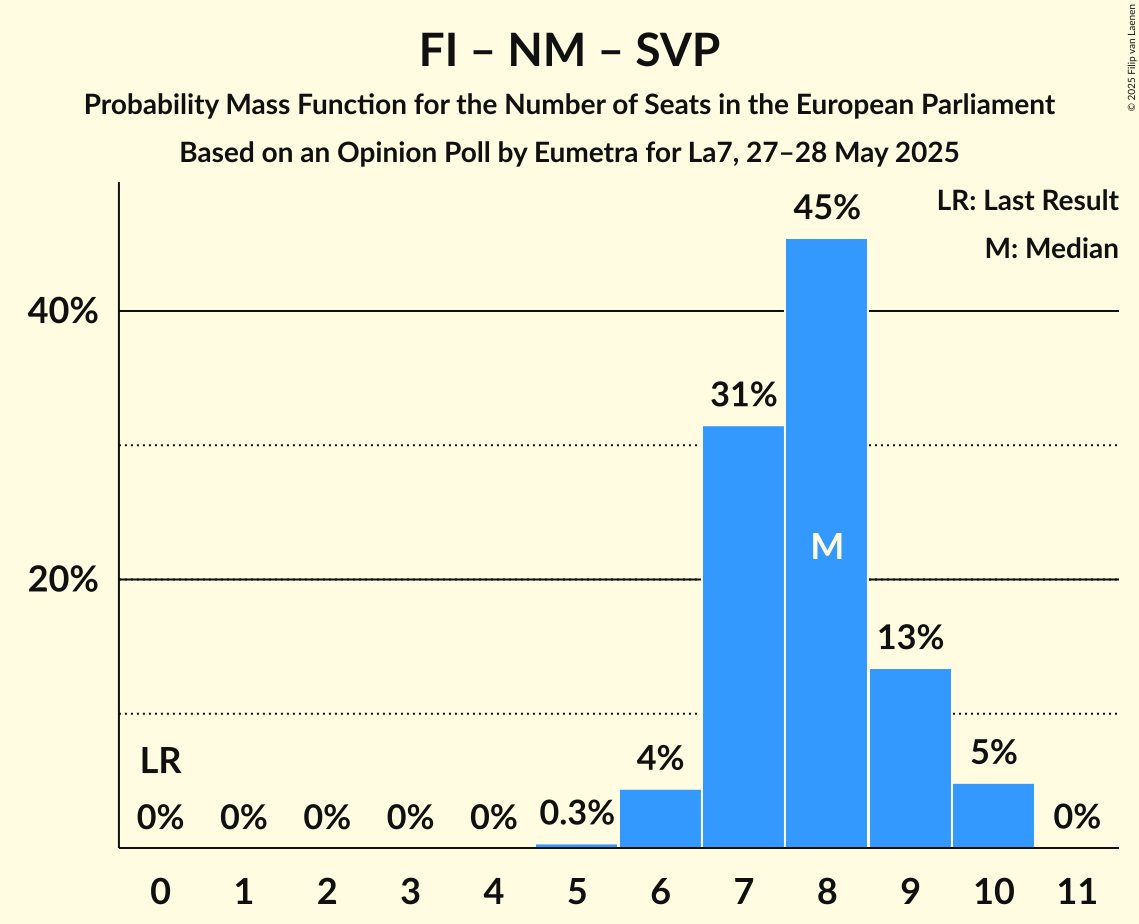 FI – NM – SVP
Probability Mass Function for the Number of Seats in the European Parliament
Based on an Opinion Poll by Eumetra for La7, 27–28 May 2025
© 2025 Filip van Laenen
LR: Last Result
M: Median
45%
40%
31%
M
20%
13%
LR
4%
5%
0%
0%
0%
0%
0%
0.3%
0%
0 1 2 3 4 5 6 7 8 9 10 11